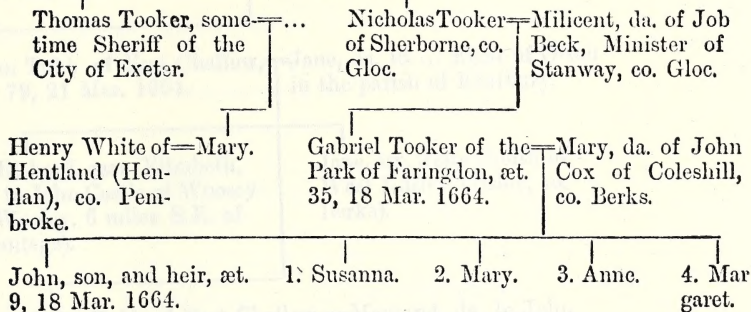 Thomas Tooker, some-=...
time Sheriff of the
City of Exeter.
Nicholas Tooker=Milicent, da. of Job
of Sherborne, co. Beck, Minister of
Gloc. Stanway, co. Gloc.
Henry White of=Mary.
Hentland (Hen-
llan), co. Pem-
broke.
Gabriel Tooker of the=Mary, da. of John
Park of Faringdon, æt. Cox of Coleshill,
35, 18 Mar. 1664. co. Berks.
John, son, and heir, æt.
9, 18 Mar. 1664.
1. Susanna.
2. Mary.
3. Anne.
4. Mar
garet.